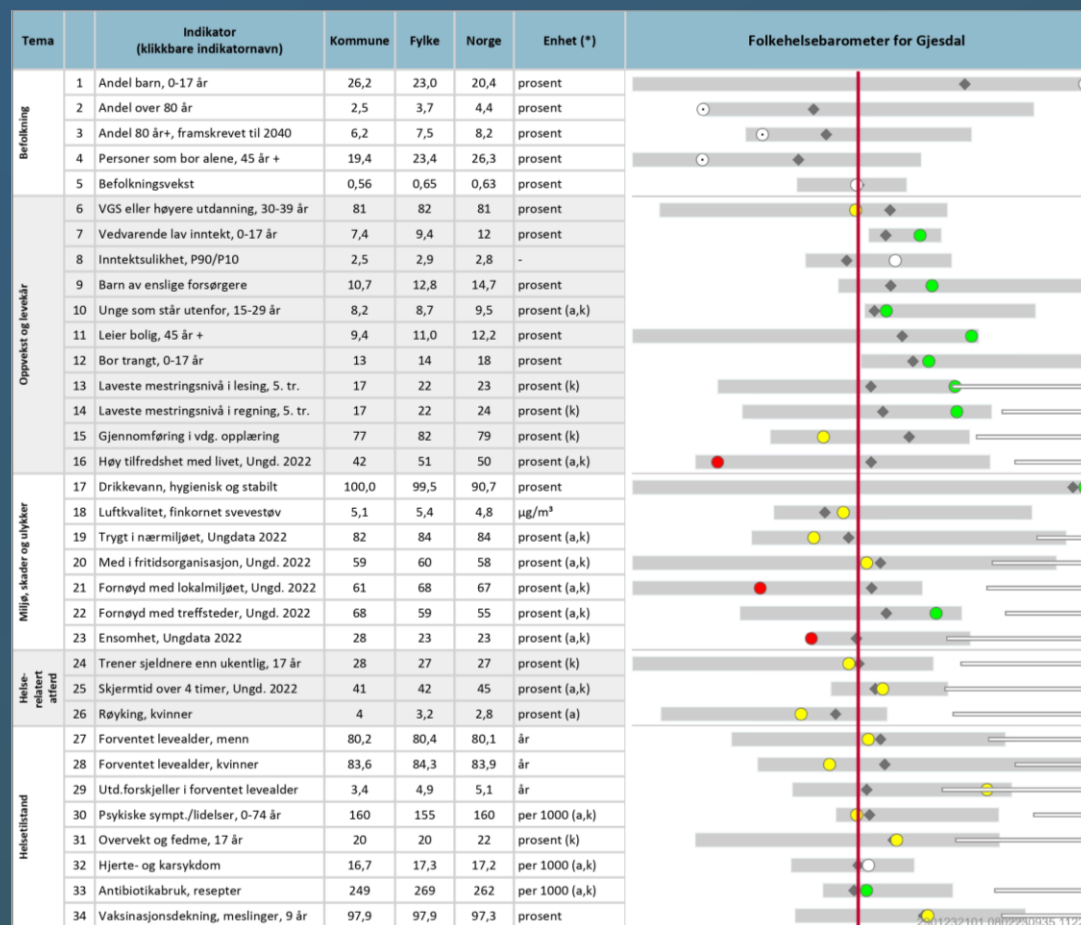 Tema Indikator (klikkbare indikatornavn) Kommune Fylke Norge Enhet (*) Folkehelsebarometer for Gjesdal
Befolkning
1 Andel barn, 0-17 år 26,2 23,0 20,4 prosent
2 Andel over 80 år 2,5 3,7 4,4 prosent
3 Andel 80 år+, framskrevet til 2040 6,2 7,5 8,2 prosent
4 Personer som bor alene, 45 år + 19,4 23,4 26,3 prosent
5 Befolkningsvekst 0,56 0,65 0,63 prosent
Oppvekst og levekår
6 VGS eller høyere utdanning, 30-39 år 81 82 81 prosent
7 Vedvarende lav inntekt, 0-17 år 7,4 9,4 12 prosent
8 Inntektsulikhet, P90/P10 2,5 2,9 2,8 -
9 Barn av enslige forsørgere 10,7 12,8 14,7 prosent
10 Unge som står utenfor, 15-29 år 8,2 8,7 9,5 prosent (a,k)
11 Leier bolig, 45 år + 9,4 11,0 12,2 prosent
12 Bor trangt, 0-17 år 13 14 18 prosent
13 Laveste mestringsnivå i lesing, 5. tr. 17 22 23 prosent (k)
14 Laveste mestringsnivå i regning, 5. tr. 17 22 24 prosent (k)
15 Gjennomføring i vdg. opplæring 77 82 79 prosent (k)
16 Høy tilfredshet med livet, Ungd. 2022 42 51 50 prosent (a,k)
Miljø, skader og ulykker
17 Drikkevann, hygienisk og stabilt 100,0 99,5 90,7 prosent
18 Luftkvalitet, finkornet svevestøv 5,1 5,4 4,8 µg/m³
19 Trygt i nærmiljøet, Ungdata 2022 82 84 84 prosent (a,k)
20 Med i fritidsorganisasjon, Ungd. 2022 59 60 58 prosent (a,k)
21 Fornøyd med lokalmiljøet, Ungd. 2022 61 68 67 prosent (a,k)
22 Fornøyd med treffsteder, Ungd. 2022 68 59 55 prosent (a,k)
23 Ensomhet, Ungdata 2022 28 23 23 prosent (a,k)
Helse-
relatert
atferd
24 Trener sjeldnere enn ukentlig, 17 år 28 27 27 prosent (k)
25 Skjermtid over 4 timer, Ungd. 2022 41 42 45 prosent (a,k)
26 Røyking, kvinner 4 3,2 2,8 prosent (a)
Helsetilstand
27 Forventet levealder, menn 80,2 80,4 80,1 år
28 Forventet levealder, kvinner 83,6 84,3 83,9 år
29 Utd.forskjeller i forventet levealder 3,4 4,9 5,1 år
30 Psykiske sympt./lidelser, 0-74 år 160 155 160 per 1000 (a,k)
31 Overvekt og fedme, 17 år 20 20 22 prosent (k)
32 Hjerte- og karsykdom 16,7 17,3 17,2 per 1000 (a,k)
33 Antibiotikabruk, resepter 249 269 262 per 1000 (a,k)
34 Vaksinasjonsdekning, meslinger, 9 år 97,9 97,9 97,3 prosent